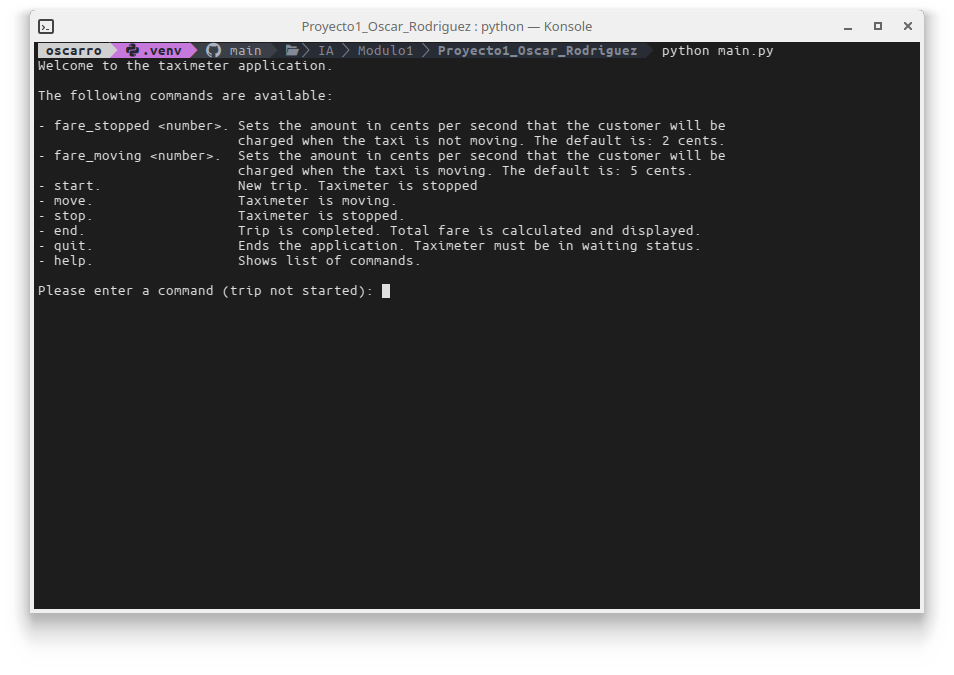 Proyecto1_Oscar_Rodriguez : python — Konsole
oscarro .venv main IA Modulo1 Proyecto1_Oscar_Rodriguez python main.py
Welcome to the taximeter application.
The following commands are available:
- fare_stopped <number>. Sets the amount in cents per second that the customer will be
charged when the taxi is not moving. The default is: 2 cents.
- fare_moving <number>. Sets the amount in cents per second that the customer will be
charged when the taxi is moving. The default is: 5 cents.
- start. New trip. Taximeter is stopped
- move. Taximeter is moving.
- stop. Taximeter is stopped.
- end. Trip is completed. Total fare is calculated and displayed.
- quit. Ends the application. Taximeter must be in waiting status.
- help. Shows list of commands.
Please enter a command (trip not started):